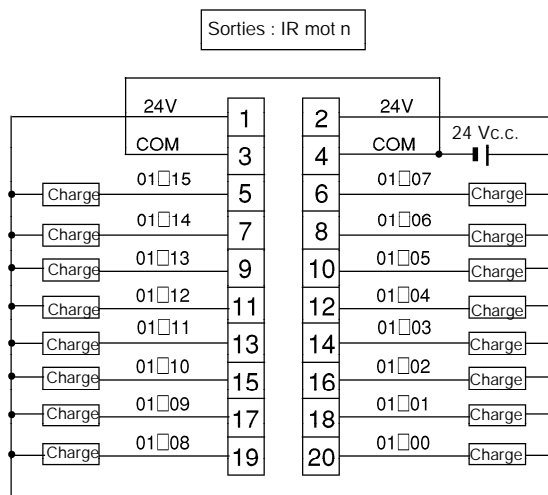 Sorties : IR mot n
24V 1 2 24V
24 Vc.c.
COM 3 4 COM
Charge 01□15 5 6 01□07 Charge
Charge 01□14 7 8 01□06 Charge
Charge 01□13 9 10 01□05 Charge
Charge 01□12 11 12 01□04 Charge
Charge 01□11 13 14 01□03 Charge
Charge 01□10 15 16 01□02 Charge
Charge 01□09 17 18 01□01 Charge
Charge 01□08 19 20 01□00 Charge